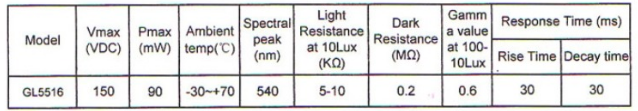 Model
Vmax
(VDC)
Pmax
(mW)
Ambient
temp(℃)
Spectral
peak
(nm)
Light
Resistance
at 10Lux
(KΩ)
Dark
Resistance
(MΩ)
Gamm
a value
at 100-
10Lux
Response Time (ms)
Rise Time
Decay time
GL5516 150 90 -30~+70 540 5-10 0.2 0.6 30 30